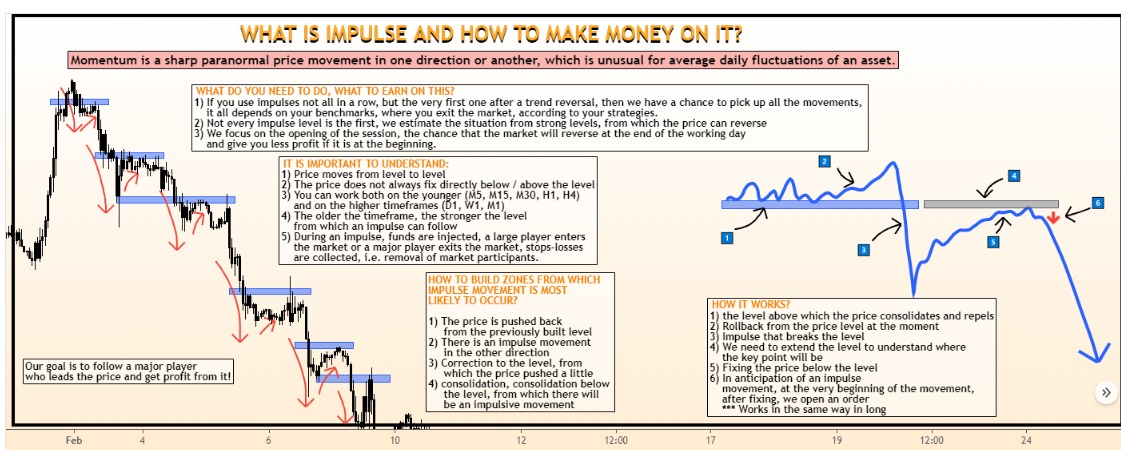 WHAT IS IMPULSE AND HOW TO MAKE MONEY ON IT?
Momentum is a sharp paranormal price movement in one direction or another, which is unusual for average daily fluctuations of an asset.
WHAT DO YOU NEED TO DO, WHAT TO EARN ON THIS?
1) If you use impulses not all in a row, but the very first one after a trend reversal, then we have a chance to pick up all the movements,
it all depends on your benchmarks, where you exit the market, according to your strategies.
2) Not every impulse level is the first, we estimate the situation from strong levels, from which the price can reverse
3) We focus on the opening of the session, the chance that the market will reverse at the end of the working day
and give you less profit if it is at the beginning.
IT IS IMPORTANT TO UNDERSTAND:
1) Price moves from level to level
2) The price does not always fix directly below / above the level
3) You can work both on the younger (M5, M15, M30, H1, H4)
and on the higher timeframes (D1, W1, M1)
4) The older the timeframe, the stronger the level
from which an impulse can follow
5) During an impulse, funds are injected, a large player enters
the market or a major player exits the market, stops-losses
are collected, i.e. removal of market participants.
HOW TO BUILD ZONES FROM WHICH
IMPULSE MOVEMENT IS MOST
LIKELY TO OCCUR?
1) The price is pushed back
from the previously built level
2) There is an impulse movement
in the other direction
3) Correction to the level, from
which the price pushed a little
4) consolidation, consolidation below
the level, from which there will
be an impulsive movement
Our goal is to follow a major player
who leads the price and get profit from it!
2
4
6
1
3
5
HOW IT WORKS?
1) the level above which the price consolidates and repels
2) Rollback from the price level at the moment
3) Impulse that breaks the level
4) We need to extend the level to understand where
the key point will be
5) Fixing the price below the level
6) In anticipation of an impulse
movement, at the very beginning of the movement,
after fixing, we open an order
*** Works in the same way in long
Feb 4 6 10 12 12:00 17 19 12:00 24